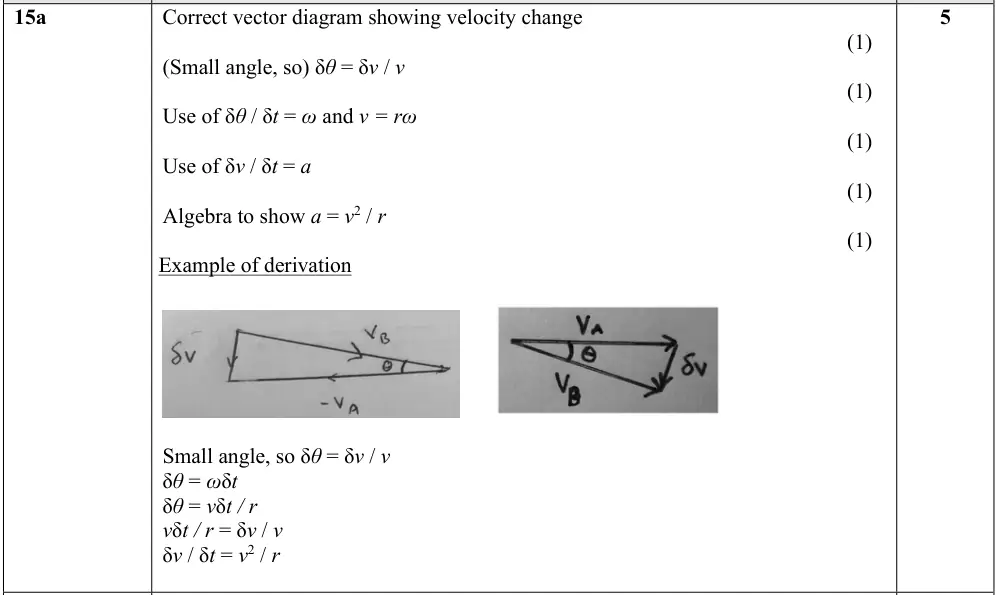 15a Correct vector diagram showing velocity change 5
(1)
(Small angle, so) δθ = δv / v
(1)
Use of δθ / δt = ω and v = rω
(1)
Use of δv / δt = a
(1)
Algebra to show a = v² / r
(1)
Example of derivation
δv VB θ -VA
VA θ VB δv
Small angle, so δθ = δv / v
δθ = ωδt
δθ = vδt / r
vδt / r = δv / v
δv / δt = v² / r